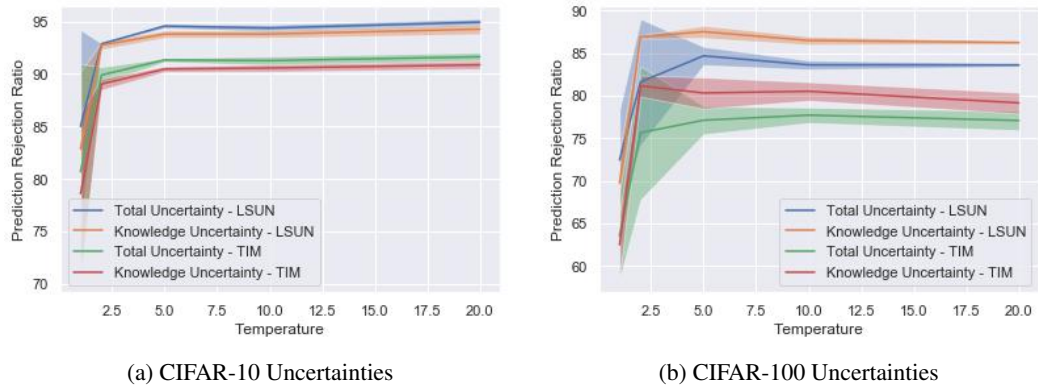 95
90
85
80
75
70
Prediction Rejection Ratio
Total Uncertainty - LSUN
Knowledge Uncertainty - LSUN
Total Uncertainty - TIM
Knowledge Uncertainty - TIM
2.5 5.0 7.5 10.0 12.5 15.0 17.5 20.0
Temperature
(a) CIFAR-10 Uncertainties
90
85
80
75
70
65
60
Prediction Rejection Ratio
Total Uncertainty - LSUN
Knowledge Uncertainty - LSUN
Total Uncertainty - TIM
Knowledge Uncertainty - TIM
2.5 5.0 7.5 10.0 12.5 15.0 17.5 20.0
Temperature
(b) CIFAR-100 Uncertainties